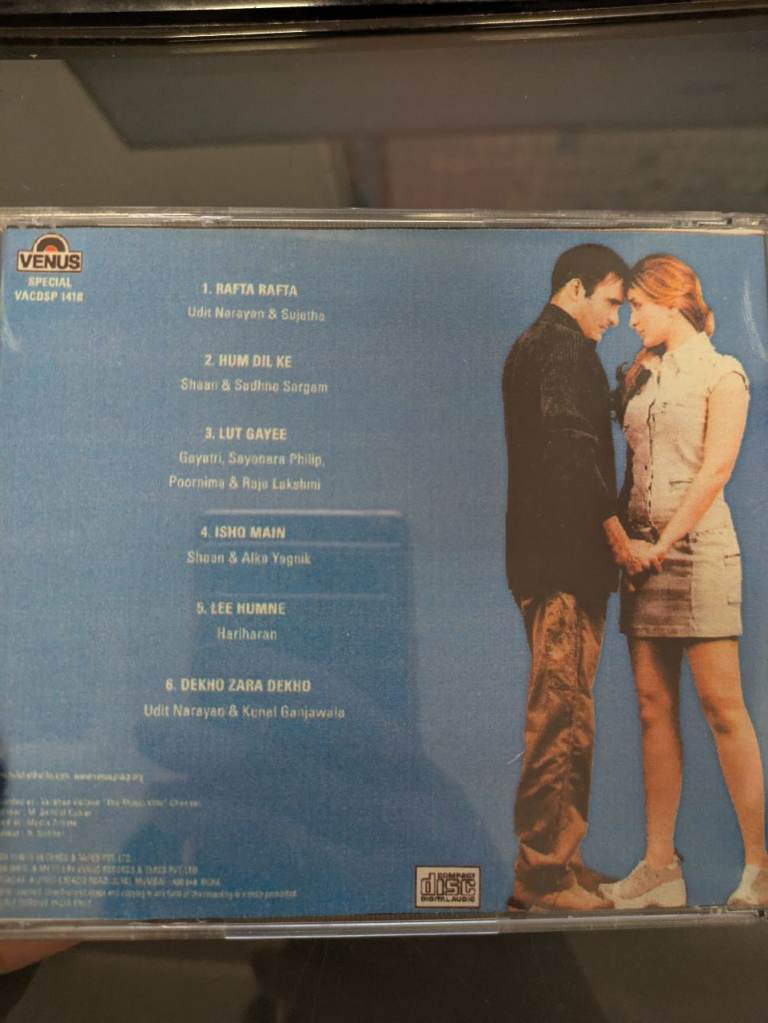 VENUS
SPECIAL
VACDSP 1418
1. RAFTA RAFTA
Udit Narayan & Sujatha
2. HUM DIL KE
Shaan & Sadhna Sargam
3. LUT GAYEE
Gayatri, Sayonara Philip,
Poornima & Raja Lakshmi
4. ISHQ MAIN
Shaan & Alka Yagnik
5. LEE HUMNE
Hariharan
6. DEKHO ZARA DEKHO
Udit Narayan & Kunal Ganjawala
COMPACT
disc
DIGITAL AUDIO